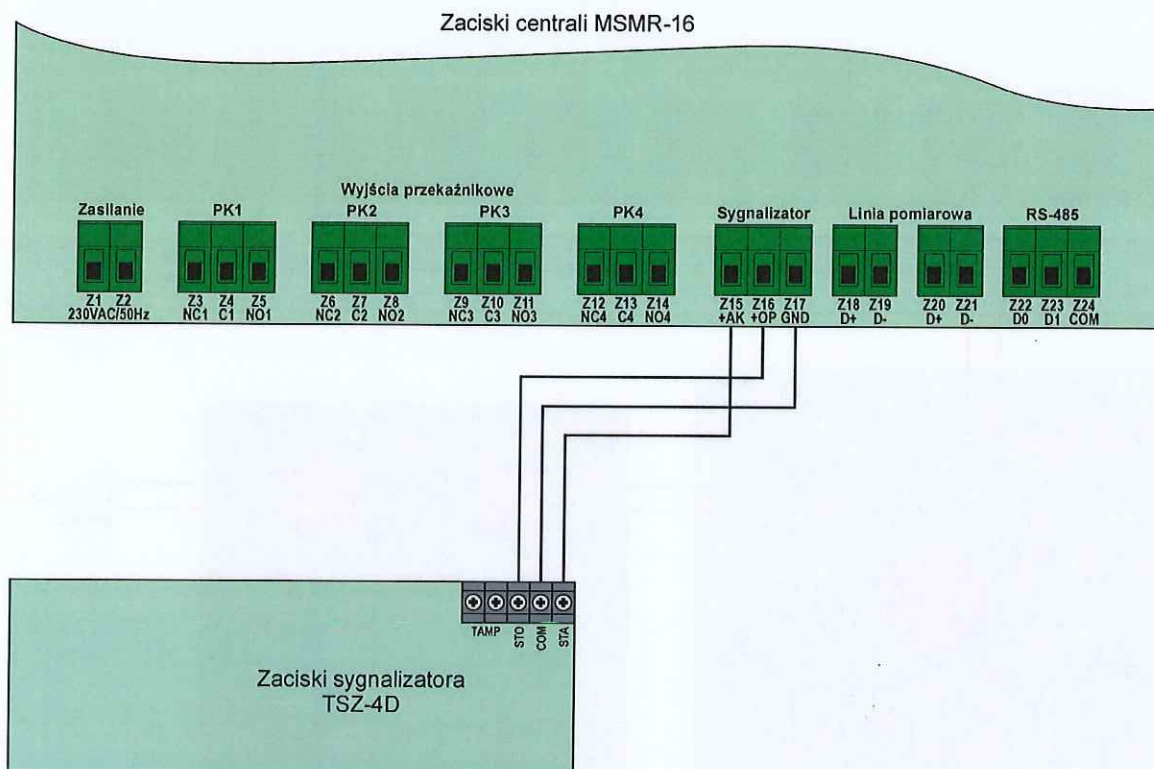 Zaciski centrali MSMR-16
Wyjścia przekaźnikowe
Zasilanie PK1 PK2 PK3 PK4 Sygnalizator Linia pomiarowa RS-485
Z1 Z2 Z3 Z4 Z5 Z6 Z7 Z8 Z9 Z10 Z11 Z12 Z13 Z14 Z15 Z16 Z17 Z18 Z19 Z20 Z21 Z22 Z23 Z24
230VAC/50Hz NC1 C1 NO1 NC2 C2 NO2 NC3 C3 NO3 NC4 C4 NO4 +AK +OP GND D+ D- D+ D- D0 D1 COM
TAMP STO COM STA
Zaciski sygnalizatora
TSZ-4D